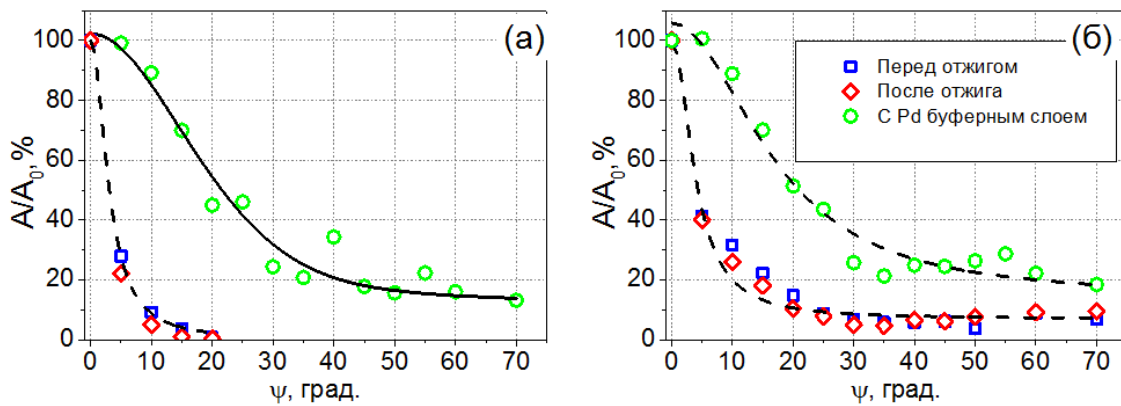 (а)
A/A₀, %
100
80
60
40
20
0
0 10 20 30 40 50 60 70
ψ, град.
(б)
Перед отжигом
После отжига
С Pd буферным слоем
A/A₀, %
100
80
60
40
20
0
0 10 20 30 40 50 60 70
ψ, град.